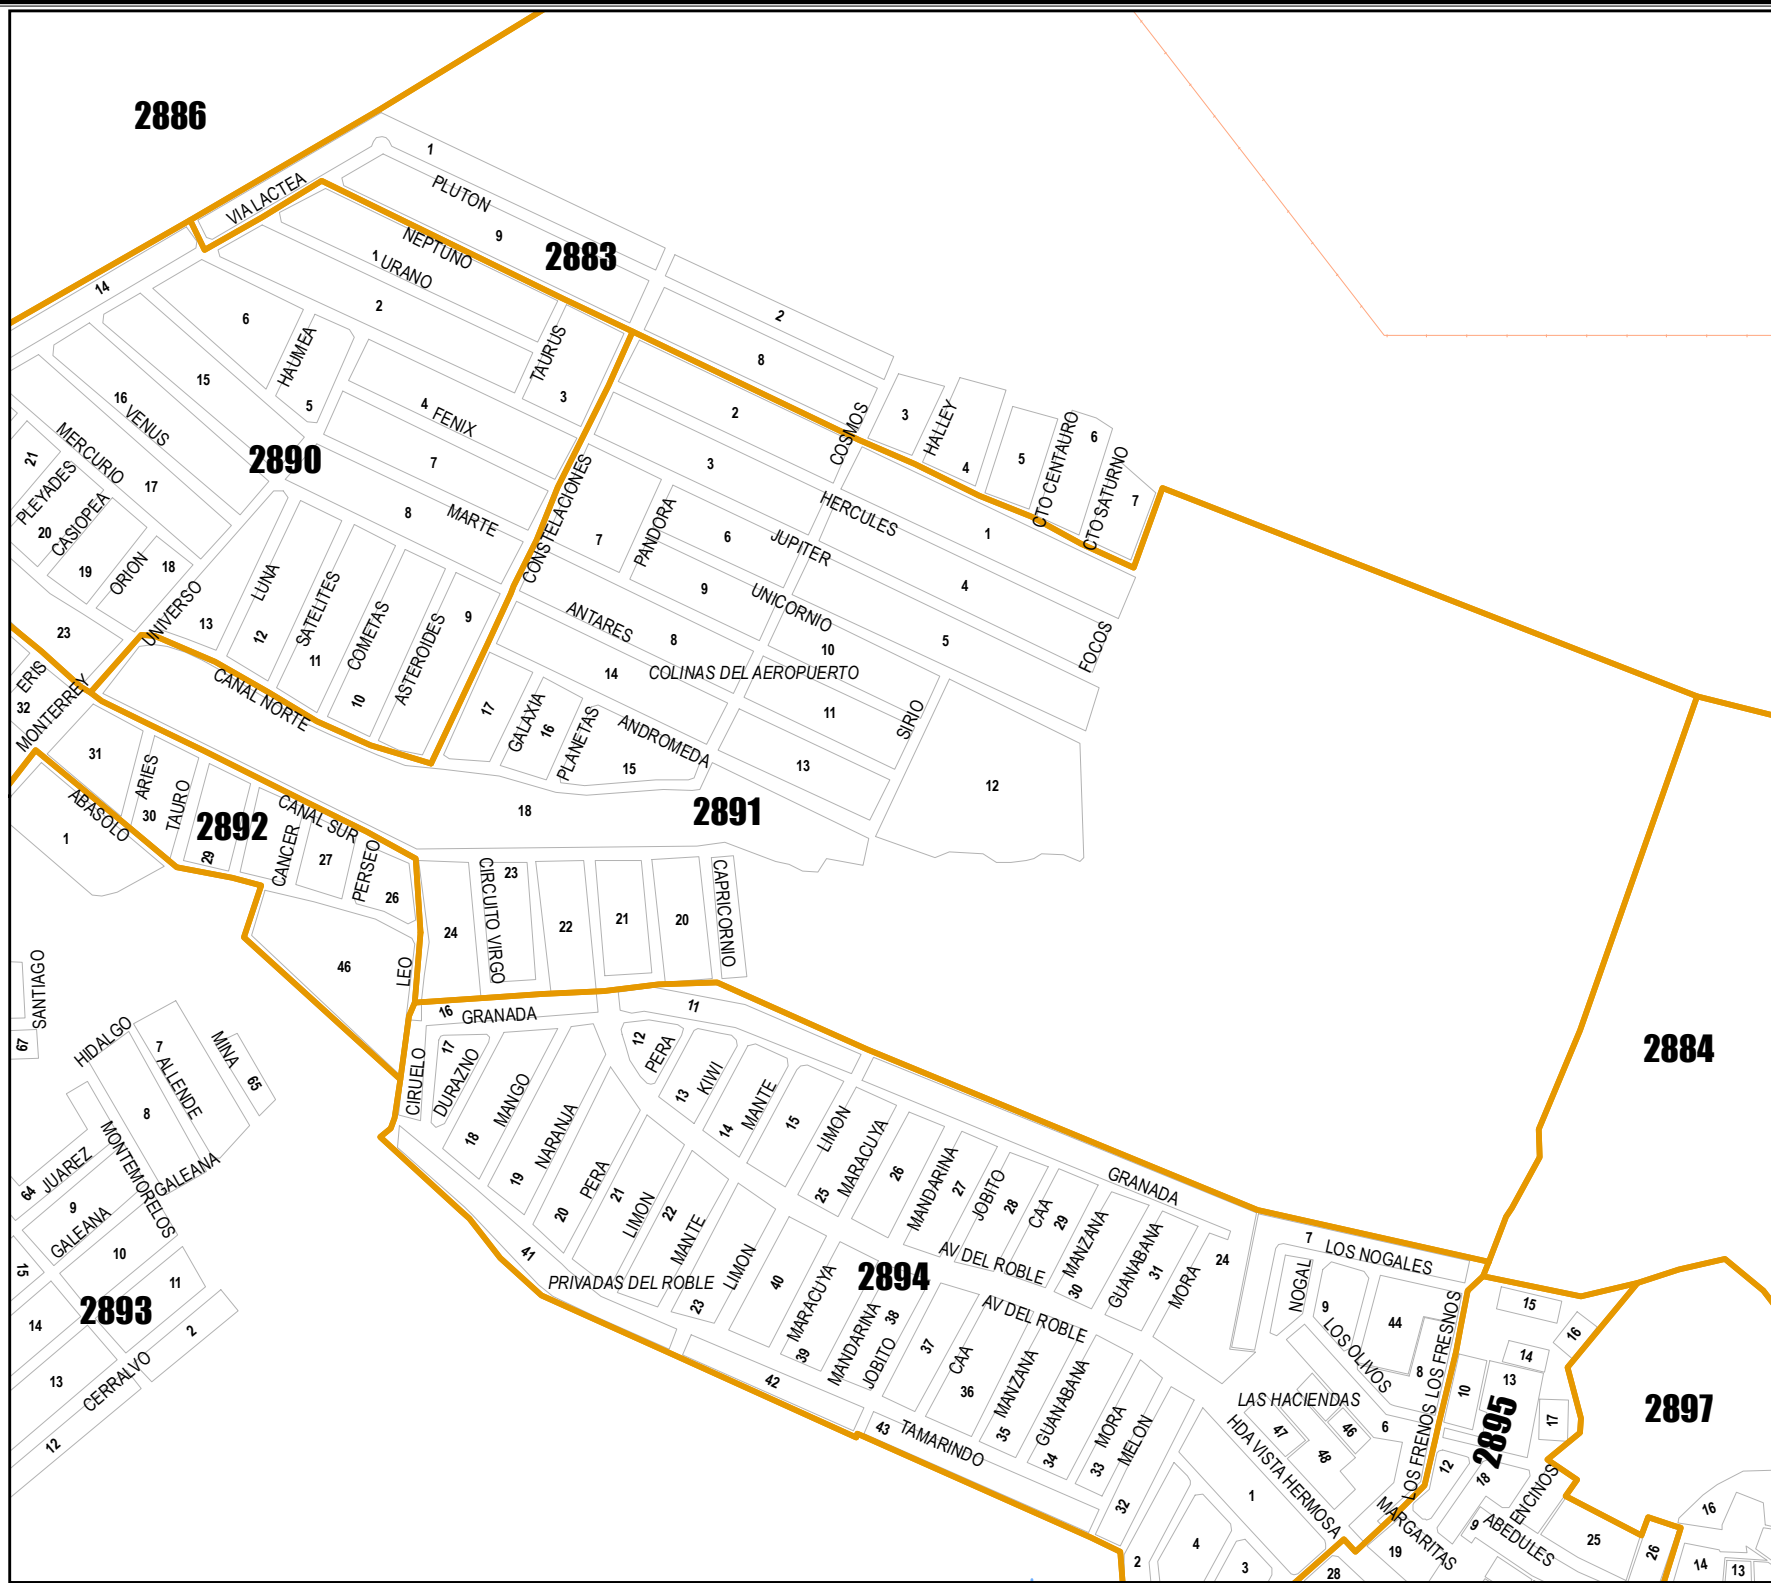 2886
1
PLUTON
VIA LACTEA
9
2883
NEPTUNO
1
URANO
14
2
2
6
HAUMEA
TAURUS
8
15
3
16
VENUS
5
4
FENIX
2
COSMOS
3
HALLEY
CTO CENTAURO
6
MERCURIO
2890
7
3
4
5
CTO SATURNO
7
21
PLEYADES
17
CONSTELACIONES
8
MARTE
HERCULES
20
CASIOPEA
PANDORA
7
6
JUPITER
1
19
ORION
18
LUNA
SATELITES
COMETAS
9
UNICORNIO
4
UNIVERSO
13
12
ASTEROIDES
9
ANTARES
8
10
5
FOCOS
23
11
ERIS
CANAL NORTE
10
14
COLINAS DEL AEROPUERTO
32
MONTERREY
17
GALAXIA
16
PLANETAS
ANDROMEDA
11
SIRIO
31
ARIES
TAURO
15
13
12
ABASOLO
30
CANAL SUR
18
2891
1
2892
29
CANCER
27
PERSEO
26
24
CIRCUITO VIRGO
23
22
21
20
CAPRICORNIO
46
LEO
SANTIAGO
67
16
GRANADA
11
HIDALGO
7
ALLENDE
MINA
65
CIRUELO
17
DURAZNO
12
PERA
2884
8
MONTEMORELOS
18
MANGO
13
KIWI
14
MANTE
15
LIMON
64
JUAREZ
GALEANA
19
NARANJA
25
MARACUYA
26
MANDARINA
27
JOBITO
28
CAA
29
GRANADA
9
GALEANA
20
PERA
21
LIMON
22
MANTE
MANZANA
30
GUANABANA
31
MORA
24
10
15
41
PRIVADAS DEL ROBLE
23
LIMON
40
2894
AV DEL ROBLE
7
LOS NOGALES
NOGAL
11
2893
14
2
39
MARACUYA
MANDARINA
38
JOBITO
37
CAA
AV DEL ROBLE
9
44
LOS OLIVOS
8
LOS FRESNOS
15
16
14
13
13
CERRALVO
42
36
MANZANA
35
GUANABANA
34
LAS HACIENDAS
10
2895
17
2897
12
43
TAMARINDO
33
MORA
MELON
32
47
46
48
6
LOS FRENOS
HDA VISTA HERMOSA
1
12
18
ENCINOS
MARGARITAS
9
ABEDULES
16
2
4
3
28
19
25
26
14
13